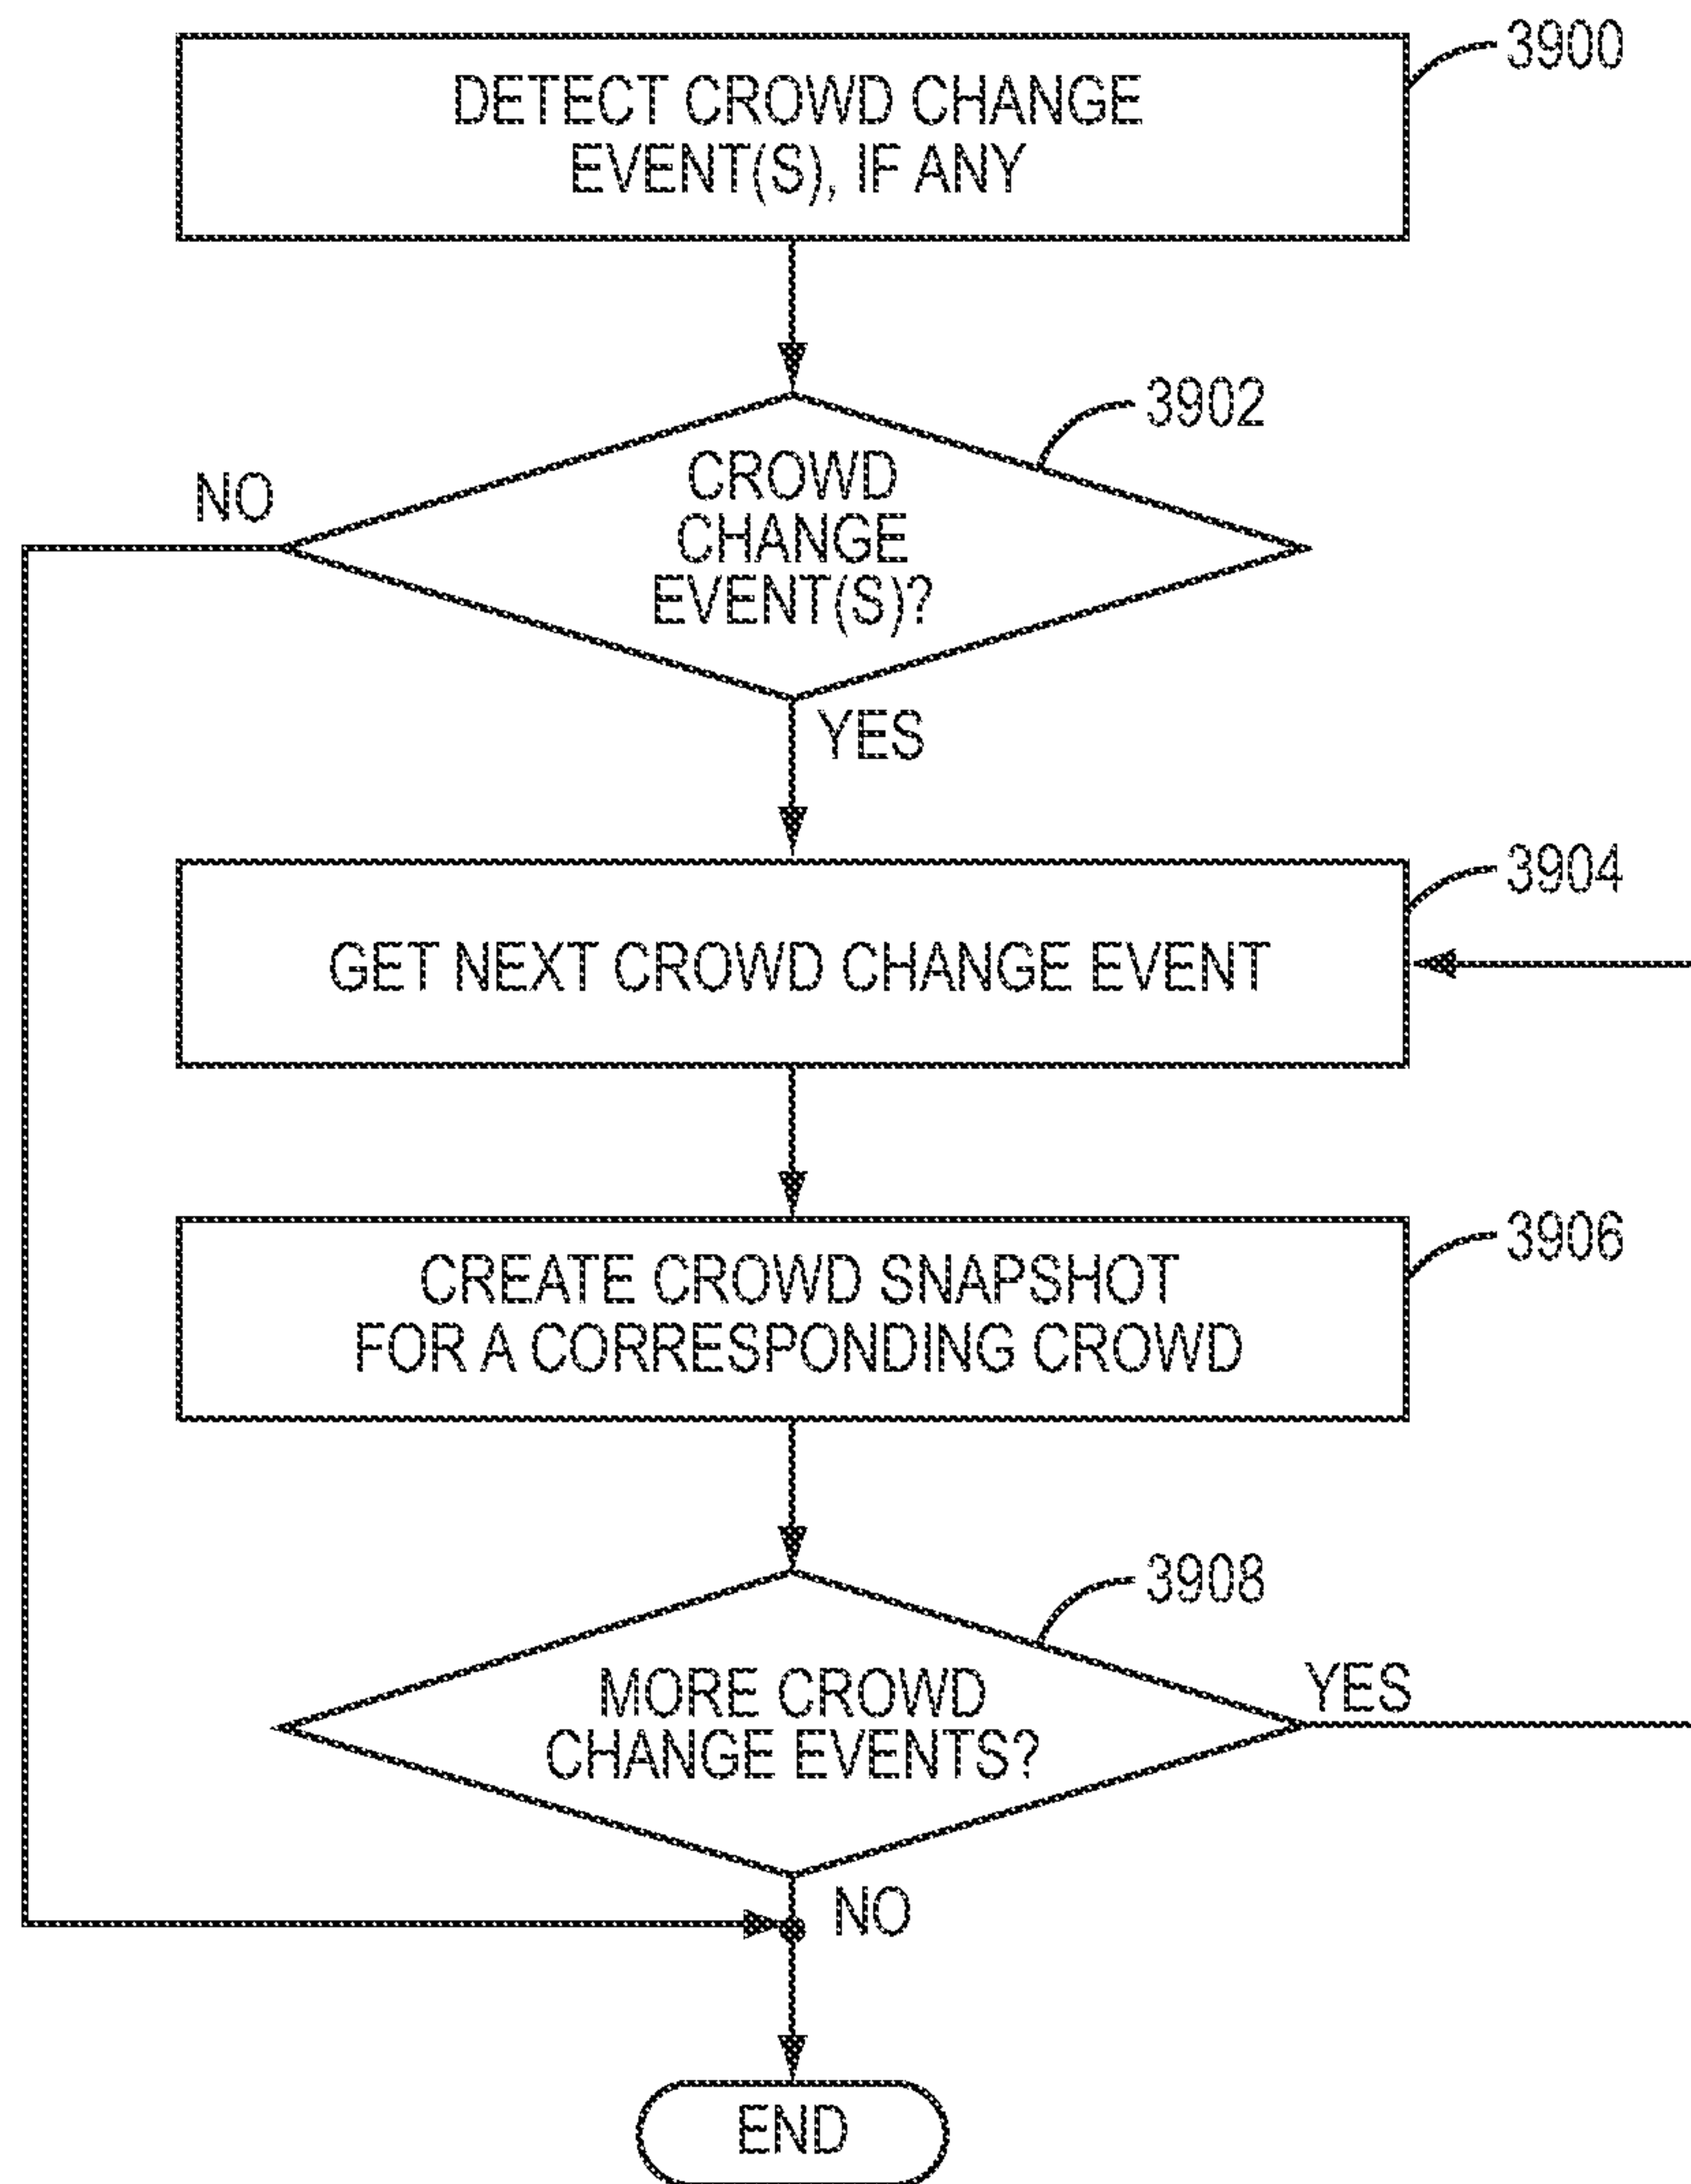 3900
DETECT CROWD CHANGE
EVENT(S), IF ANY
3902
NO
CROWD
CHANGE
EVENT(S)?
YES
3904
GET NEXT CROWD CHANGE EVENT
3906
CREATE CROWD SNAPSHOT
FOR A CORRESPONDING CROWD
3908
MORE CROWD
CHANGE EVENTS?
YES
NO
END